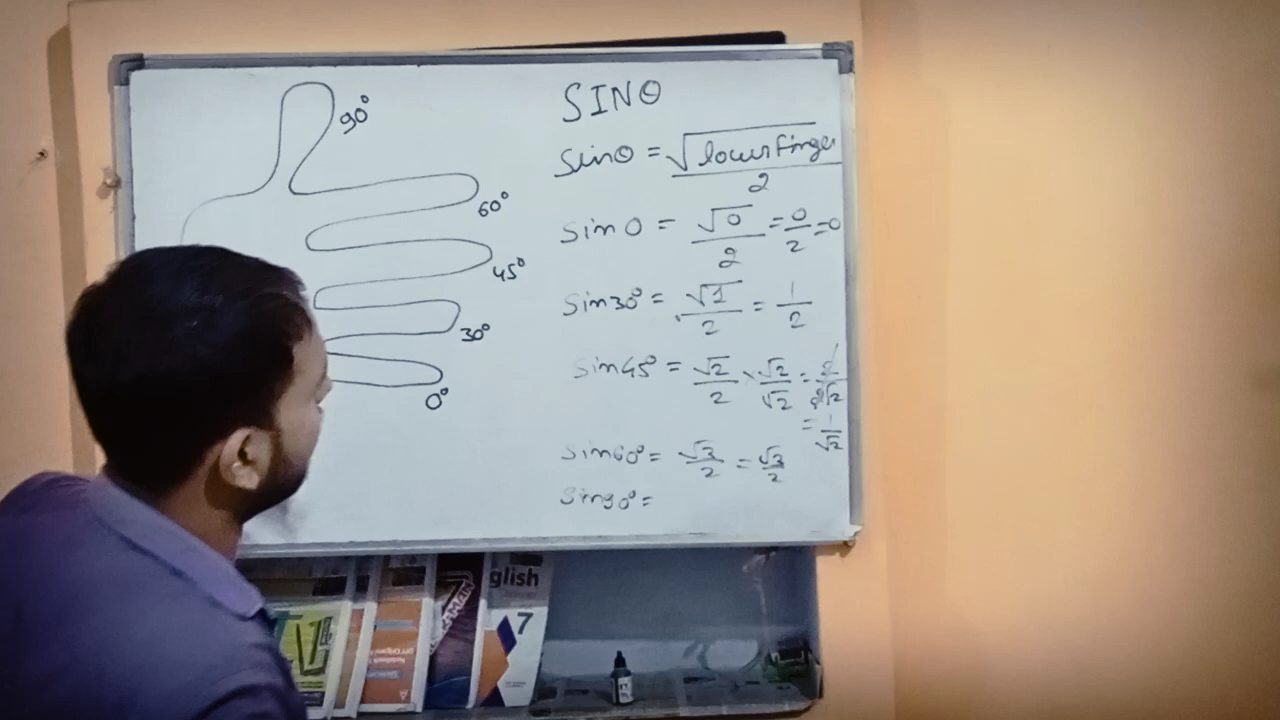 90°
60°
45°
30°
0°
SINΘ
SinΘ = √lower finger / 2
Sin 0 = √0/2 = 0/2 = 0
Sin30° = √1/2 = 1/2
Sin45° = √2/2 × √2/√2 = 2/2√2
= 1/√2
Sin60° = √3/2 = √3/2
Sin90° =
glish
7